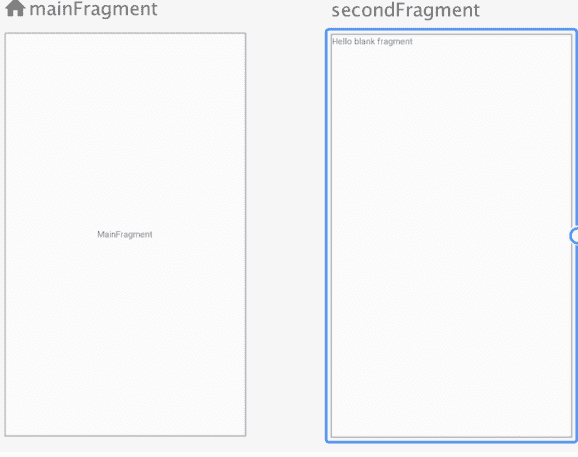 mainFragment
secondFragment
Hello blank fragment
MainFragment